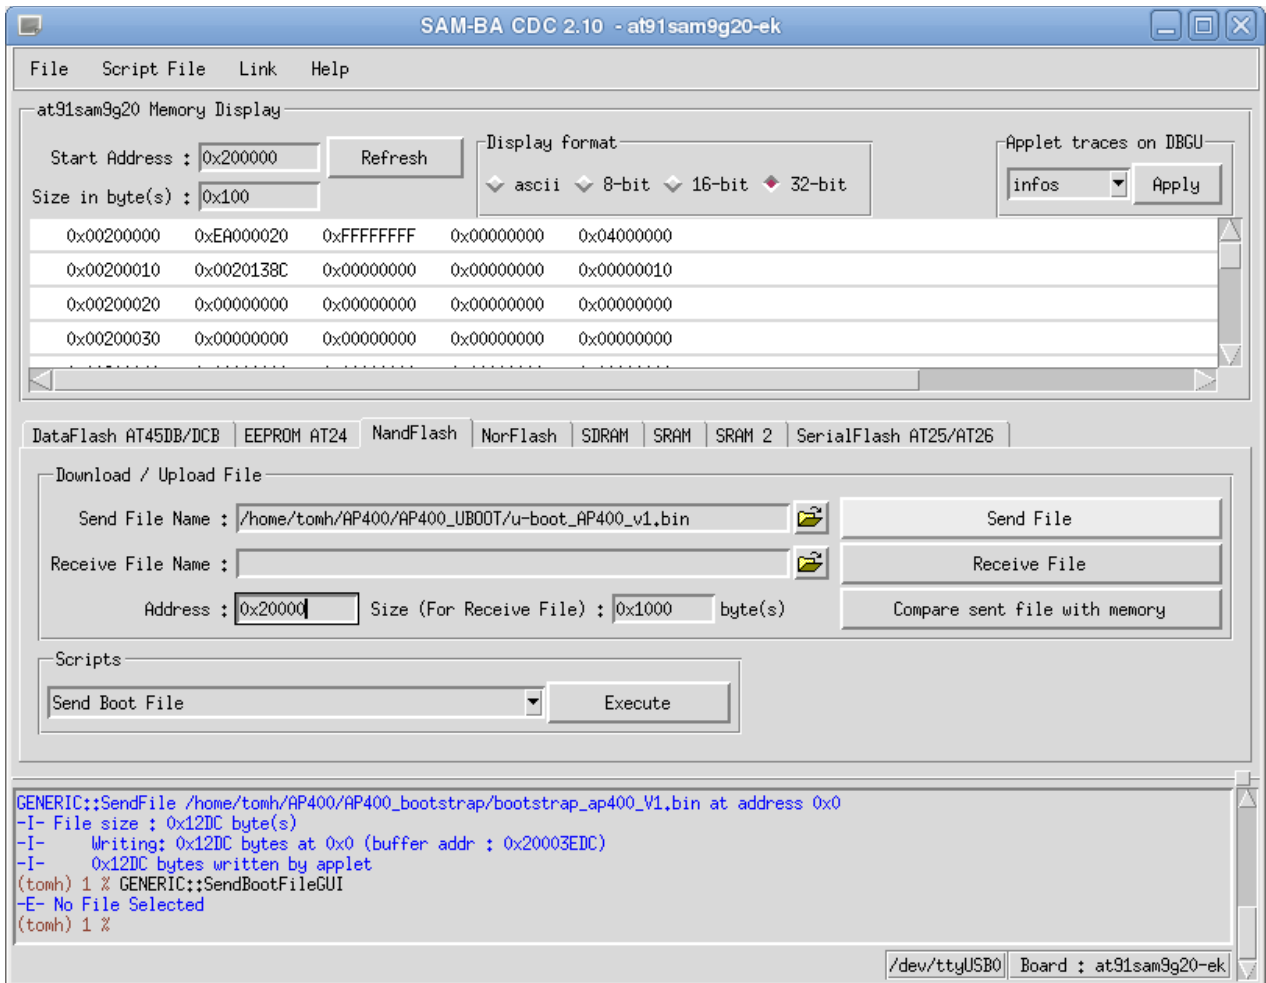 SAM-BA CDC 2.10 - at91sam9g20-ek
File Script File Link Help
at91sam9g20 Memory Display
Start Address : 0x200000 Refresh
Size in byte(s) : 0x100
Display format
ascii 8-bit 16-bit 32-bit
Applet traces on DBGU
infos Apply
0x00200000 0xEA000020 0xFFFFFFFF 0x00000000 0x04000000
0x00200010 0x0020138C 0x00000000 0x00000000 0x00000010
0x00200020 0x00000000 0x00000000 0x00000000 0x00000000
0x00200030 0x00000000 0x00000000 0x00000000 0x00000000
DataFlash AT45DB/DCB EEPROM AT24 NandFlash NorFlash SDRAM SRAM SRAM 2 SerialFlash AT25/AT26
Download / Upload File
Send File Name : /home/tomh/AP400/AP400_UBOOT/u-boot_AP400_v1.bin Send File
Receive File Name : Receive File
Address : 0x20000 Size (For Receive File) : 0x1000 byte(s) Compare sent file with memory
Scripts
Send Boot File Execute
GENERIC::SendFile /home/tomh/AP400/AP400_bootstrap/bootstrap_ap400_V1.bin at address 0x0
-I- File size : 0x12DC byte(s)
-I- Writing: 0x12DC bytes at 0x0 (buffer addr : 0x20003EDC)
-I- 0x12DC bytes written by applet
(tomh) 1 % GENERIC::SendBootFileGUI
-E- No File Selected
(tomh) 1 %
/dev/ttyUSB0 Board : at91sam9g20-ek